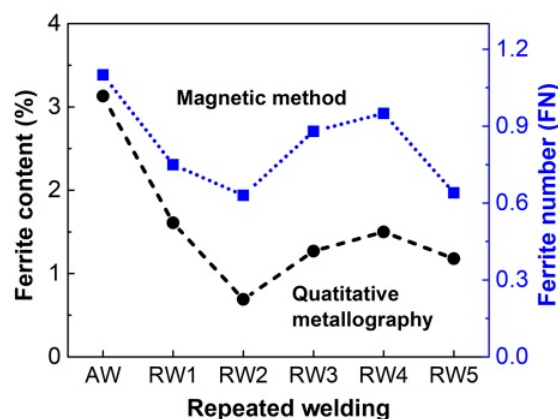 4
3
2
1
0
Ferrite content (%)
Magnetic method
Quatitative
metallography
1.2
0.9
0.6
0.3
0.0
Ferrrite number (FN)
AW RW1 RW2 RW3 RW4 RW5
Repeated welding